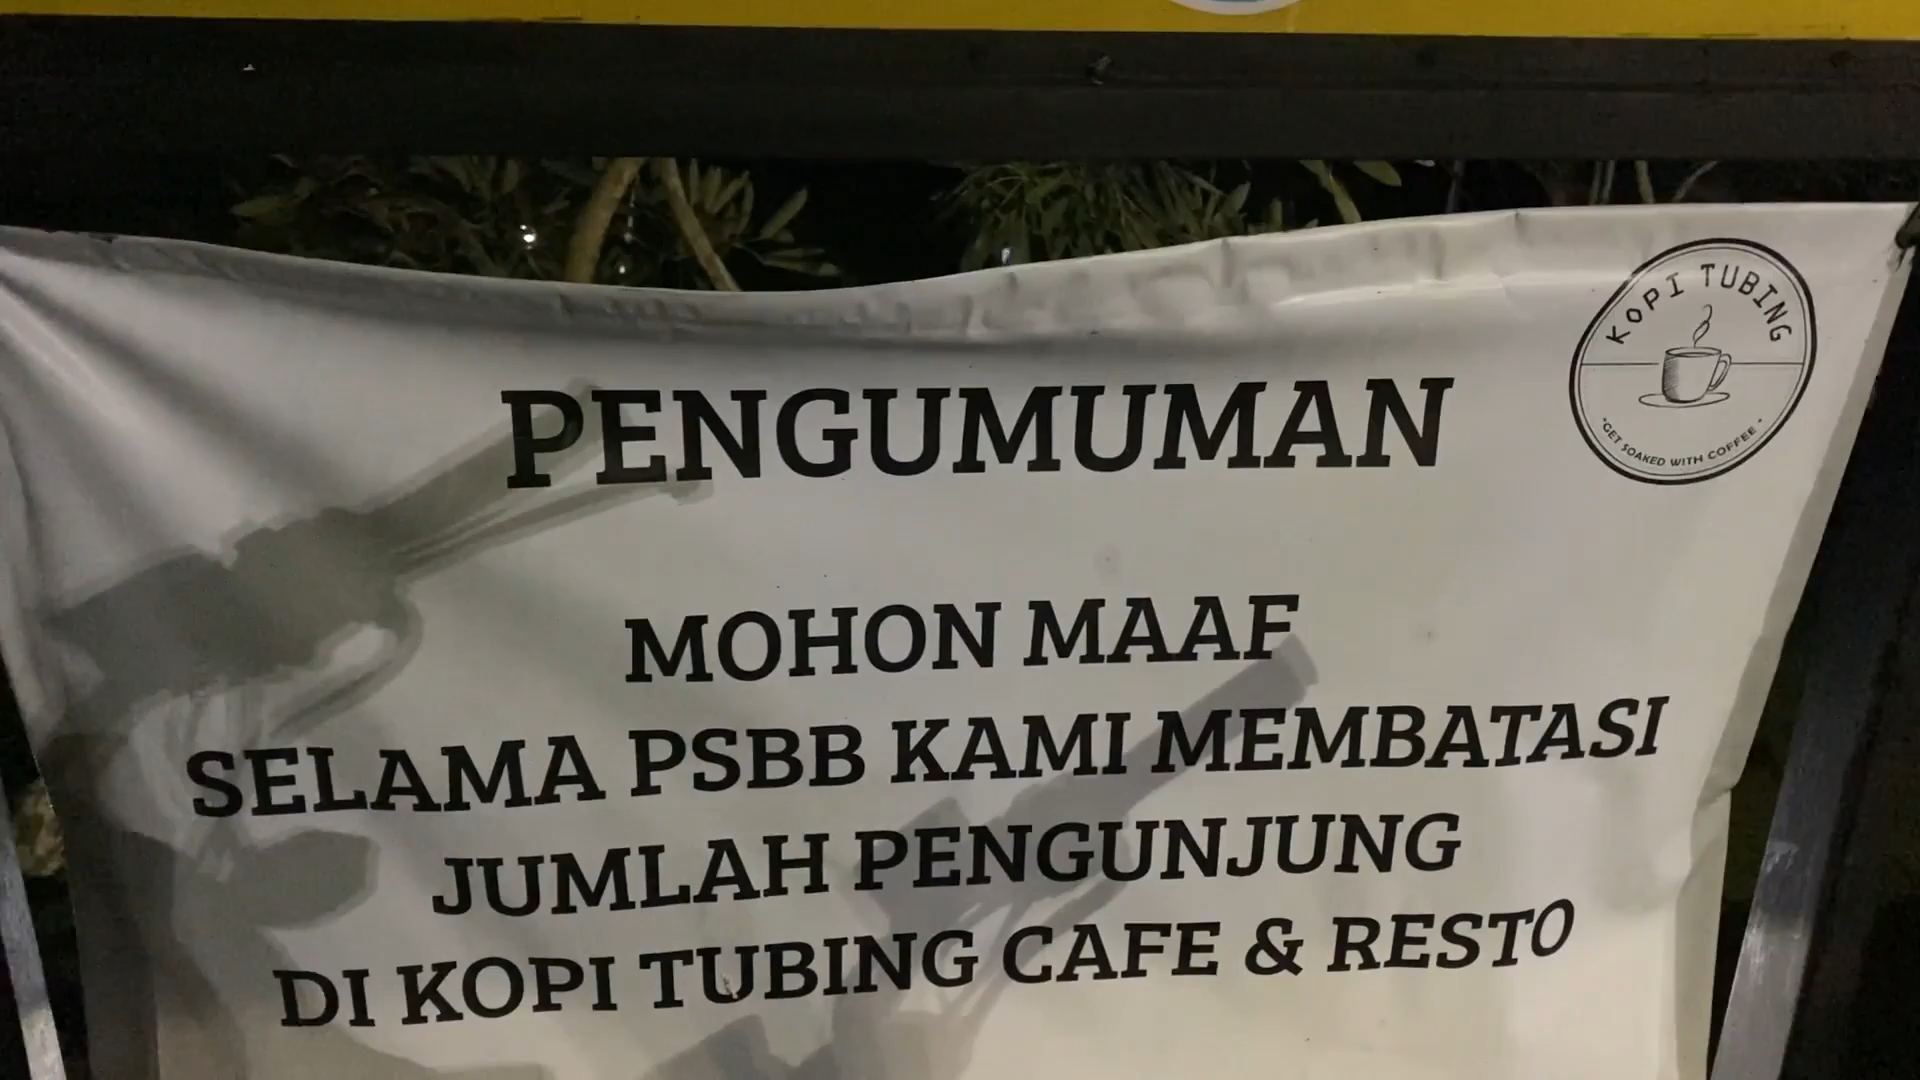 KOPI TUBING
"GET SOAKED WITH COFFEE"
PENGUMUMAN
MOHON MAAF
SELAMA PSBB KAMI MEMBATASI
JUMLAH PENGUNJUNG
DI KOPI TUBING CAFE & RESTO